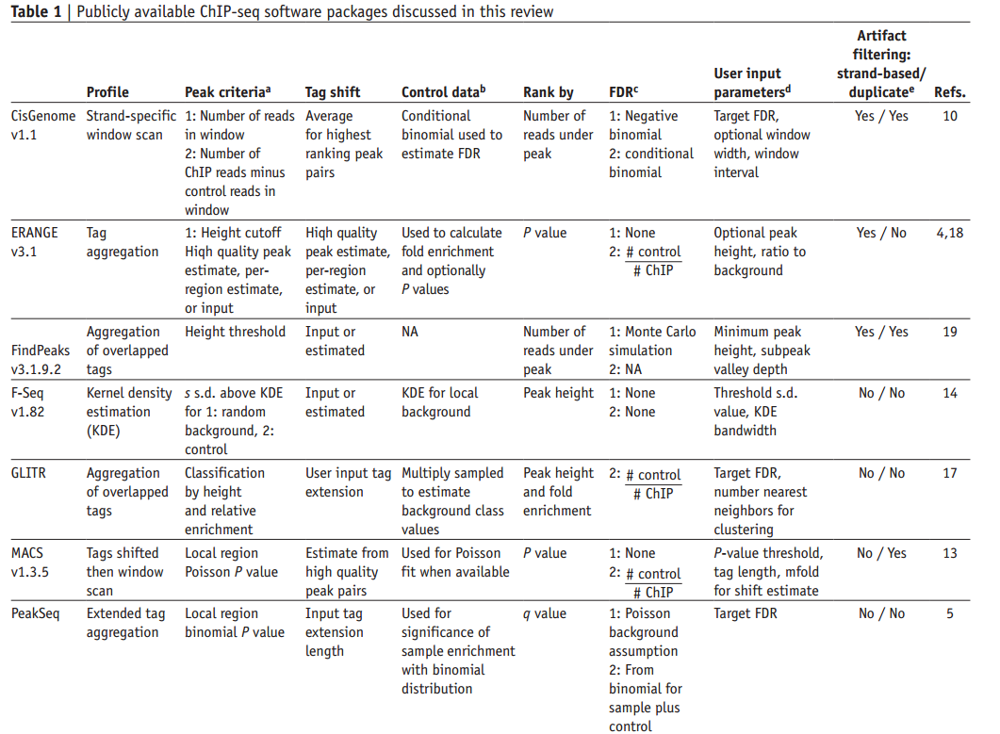 Table 1 | Publicly available ChIP-seq software packages discussed in this review
Profile
Peak criteriaᵃ
Tag shift
Control dataᵇ
Rank by
FDRᶜ
User input
parametersᵈ
Artifact
filtering:
strand-based/
duplicateᵉ
Refs.
CisGenome
v1.1
Strand-specific
window scan
1: Number of reads
in window
2: Number of
ChIP reads minus
control reads in
window
Average
for highest
ranking peak
pairs
Conditional
binomial used to
estimate FDR
Number of
reads under
peak
1: Negative
binomial
2: conditional
binomial
Target FDR,
optional window
width, window
interval
Yes / Yes
10
ERANGE
v3.1
Tag
aggregation
1: Height cutoff
Hiqh quality peak
estimate, per-
region estimate,
or input
Hiqh quality
peak estimate,
per-region
estimate, or
input
Used to calculate
fold enrichment
and optionally
P values
P value
1: None
2: # control
# ChIP
Optional peak
height, ratio to
background
Yes / No
4,18
FindPeaks
v3.1.9.2
Aggregation
of overlapped
tags
Height threshold
Input or
estimated
NA
Number of
reads under
peak
1: Monte Carlo
simulation
2: NA
Minimum peak
height, subpeak
valley depth
Yes / Yes
19
F-Seq
v1.82
Kernel density
estimation
(KDE)
s s.d. above KDE
for 1: random
background, 2:
control
Input or
estimated
KDE for local
background
Peak height
1: None
2: None
Threshold s.d.
value, KDE
bandwidth
No / No
14
GLITR
Aggregation
of overlapped
tags
Classification
by height
and relative
enrichment
User input tag
extension
Multiply sampled
to estimate
background class
values
Peak height
and fold
enrichment
2: # control
# ChIP
Target FDR,
number nearest
neighbors for
clustering
No / No
17
MACS
v1.3.5
Tags shifted
then window
scan
Local region
Poisson P value
Estimate from
high quality
peak pairs
Used for Poisson
fit when available
P value
1: None
2: # control
# ChIP
P-value threshold,
tag length, mfold
for shift estimate
No / Yes
13
PeakSeq
Extended tag
aggregation
Local region
binomial P value
Input tag
extension
length
Used for
significance of
sample enrichment
with binomial
distribution
q value
1: Poisson
background
assumption
2: From
binomial for
sample plus
control
Target FDR
No / No
5